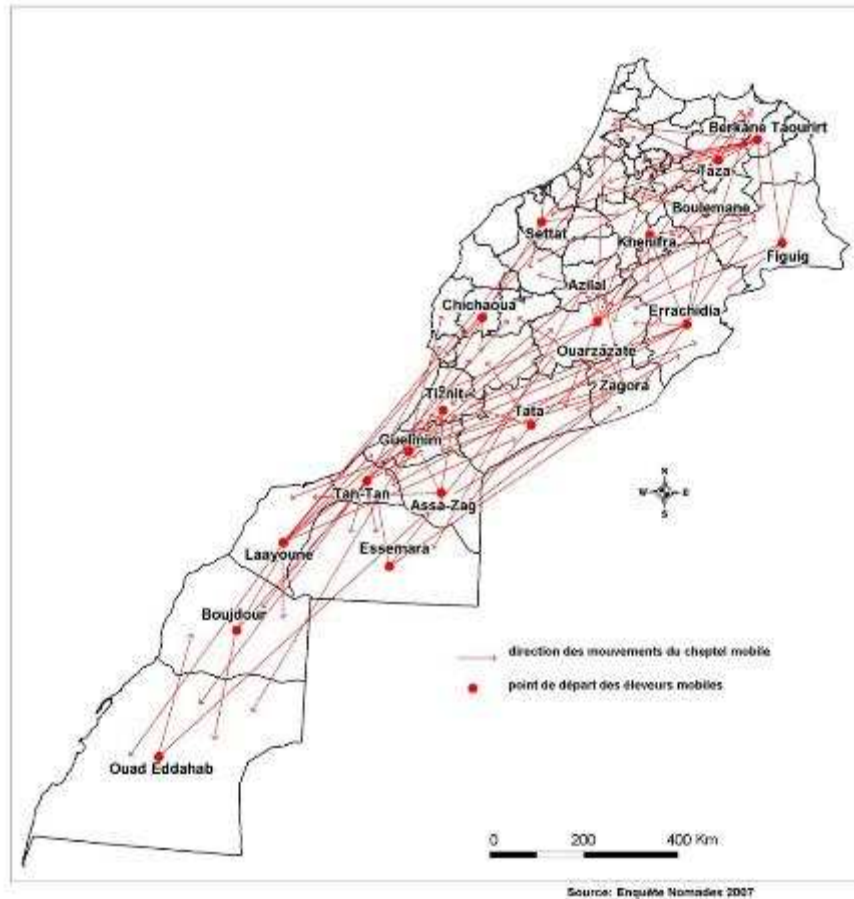 Berkane Taourirt
Taza
Boulemane
Settat
Khenifra
Figuig
Azilal
Chichaoua
Errachidia
Ouarzazate
Zagora
Tiznit
Tata
Guelmim
Tan-Tan
Assa-Zag
Essemara
Laayoune
Boujdour
Ouad Eddahab
N
W E
S
direction des mouvements du cheptel mobile
point de départ des éleveurs mobiles
0 200 400 Km
Source: Enquête Nomades 2007